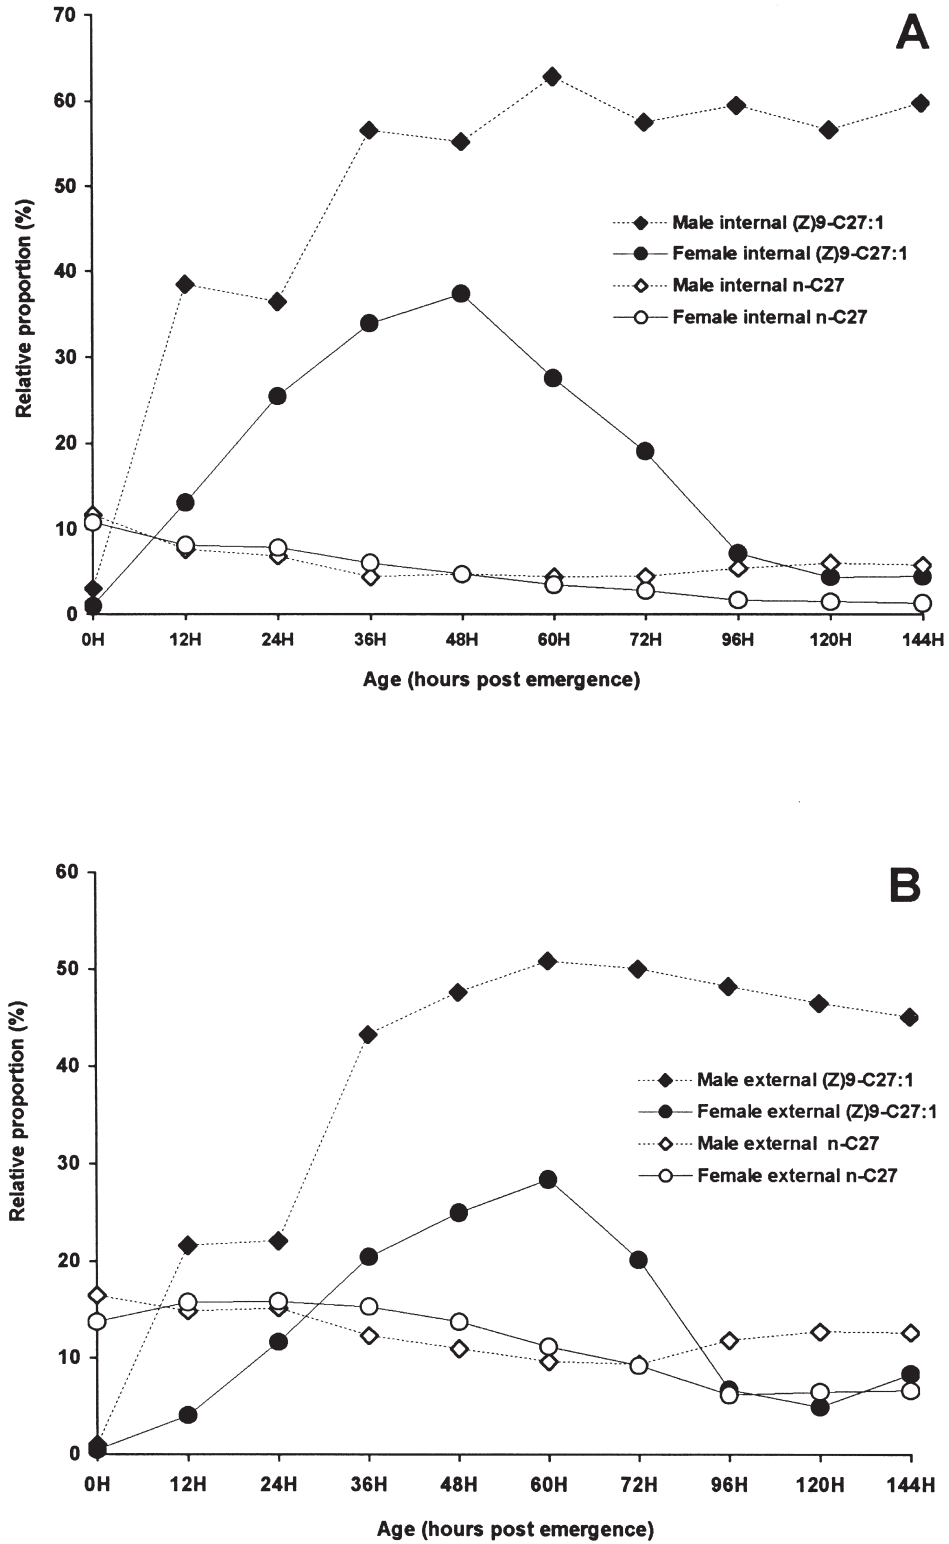 A
70
60
50
40
30
20
10
0
Relative proportion (%)
Male internal (Z)9-C27:1
Female internal (Z)9-C27:1
Male internal n-C27
Female internal n-C27
0H 12H 24H 36H 48H 60H 72H 96H 120H 144H
Age (hours post emergence)
B
60
50
40
30
20
10
0
Relative proportion (%)
Male external (Z)9-C27:1
Female external (Z)9-C27:1
Male external n-C27
Female external n-C27
0H 12H 24H 36H 48H 60H 72H 96H 120H 144H
Age (hours post emergence)